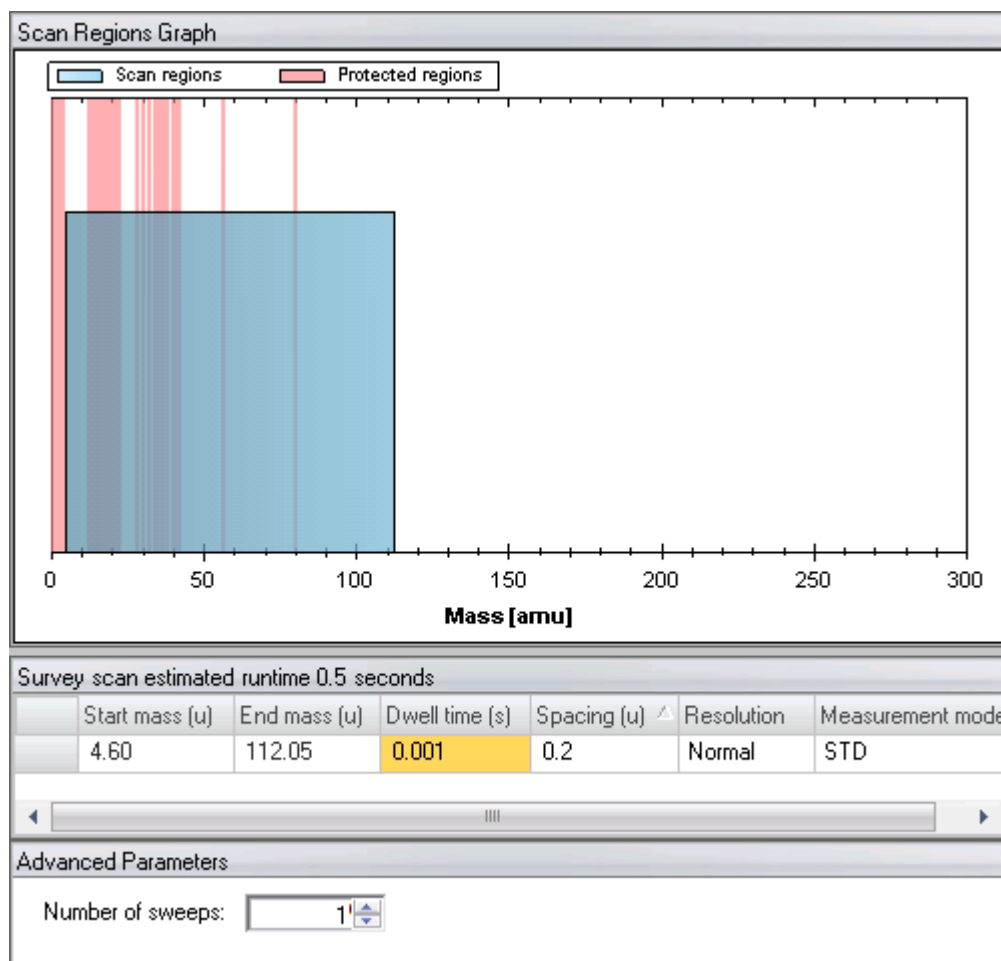 Scan Regions Graph
Scan regions Protected regions
0 50 100 150 200 250 300
Mass [amu]
Survey scan estimated runtime 0.5 seconds
Start mass (u) End mass (u) Dwell time (s) Spacing (u) Resolution Measurement mode
4.60 112.05 0.001 0.2 Normal STD
Advanced Parameters
Number of sweeps: 1